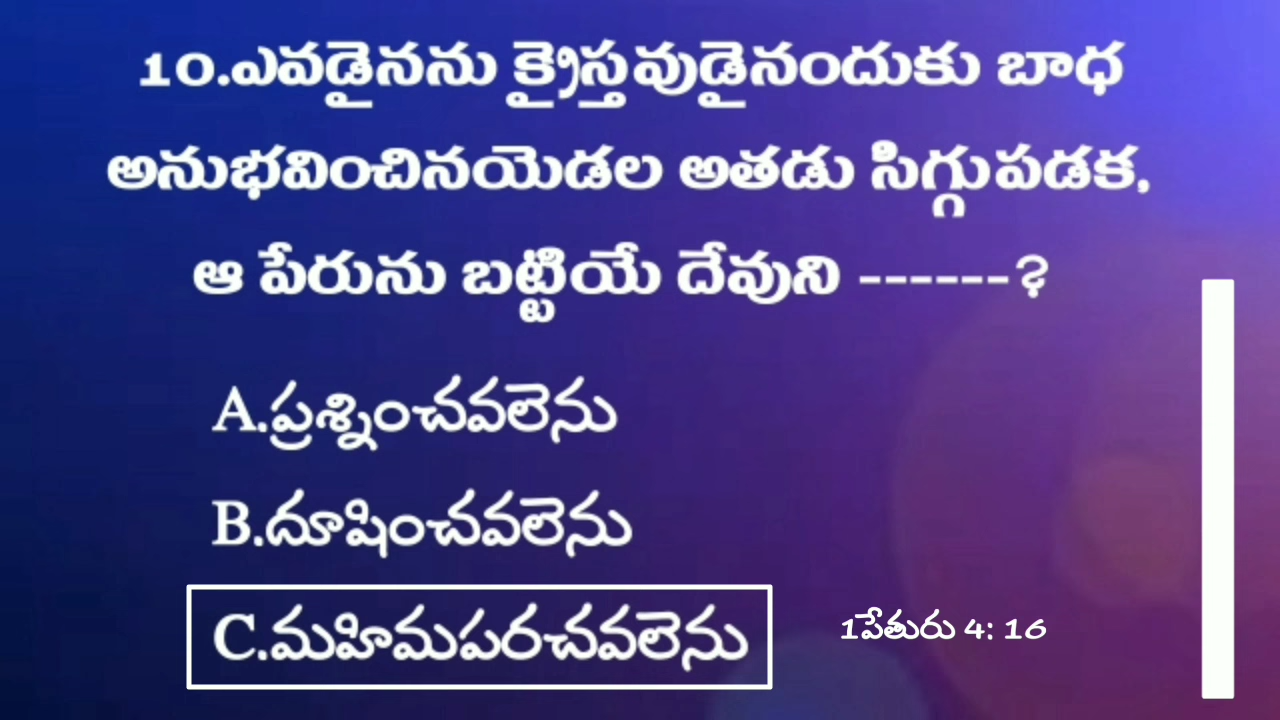 10.ఎవడైనను క్రైస్తవుడైనందుకు బాధ
అనుభవించినయెడల అతడు సిగ్గుపడక,
ఆ పేరును బట్టియే దేవుని ------?
A.ప్రశ్నించవలెను
B.దూషించవలెను
C.మహిమపరచవలెను
1పేతురు 4: 16